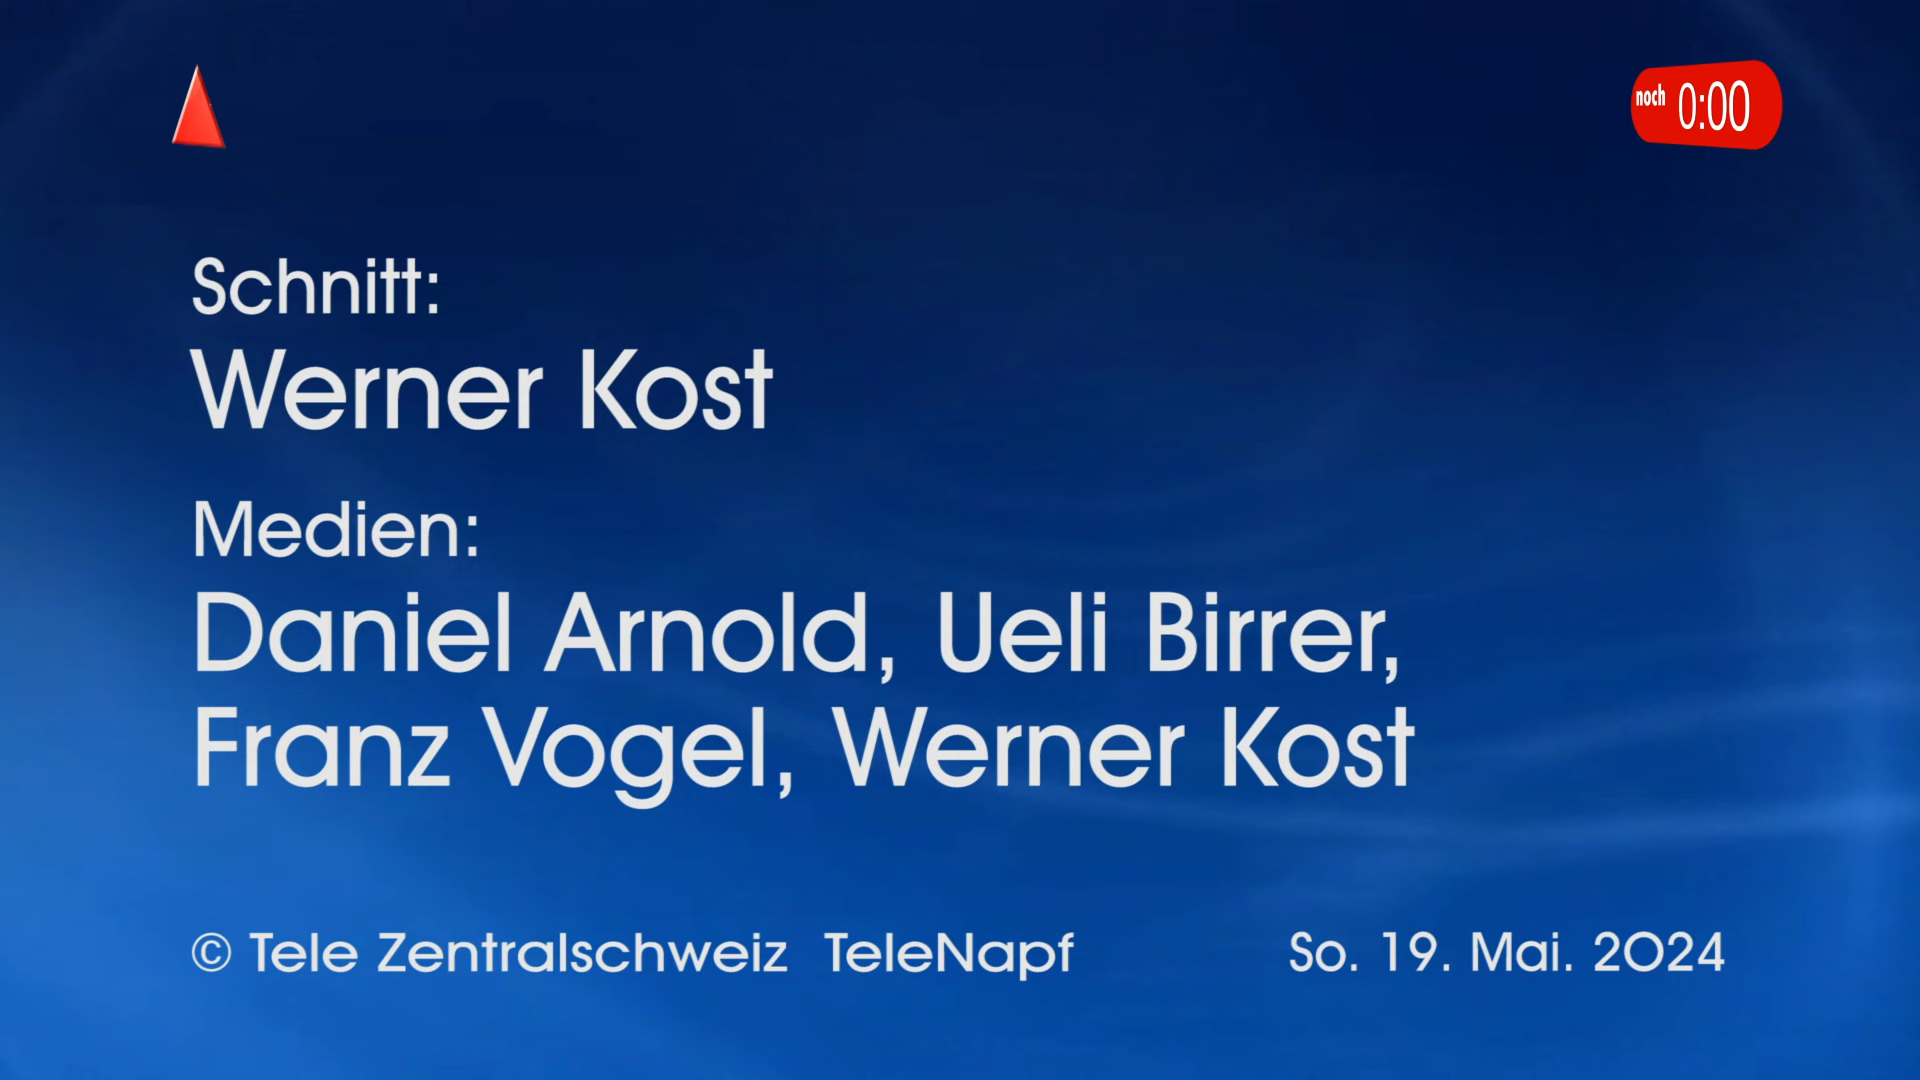 noch 0:00
Schnitt:
Werner Kost
Medien:
Daniel Arnold, Ueli Birrer,
Franz Vogel, Werner Kost
© Tele Zentralschweiz TeleNapf So. 19. Mai. 2024